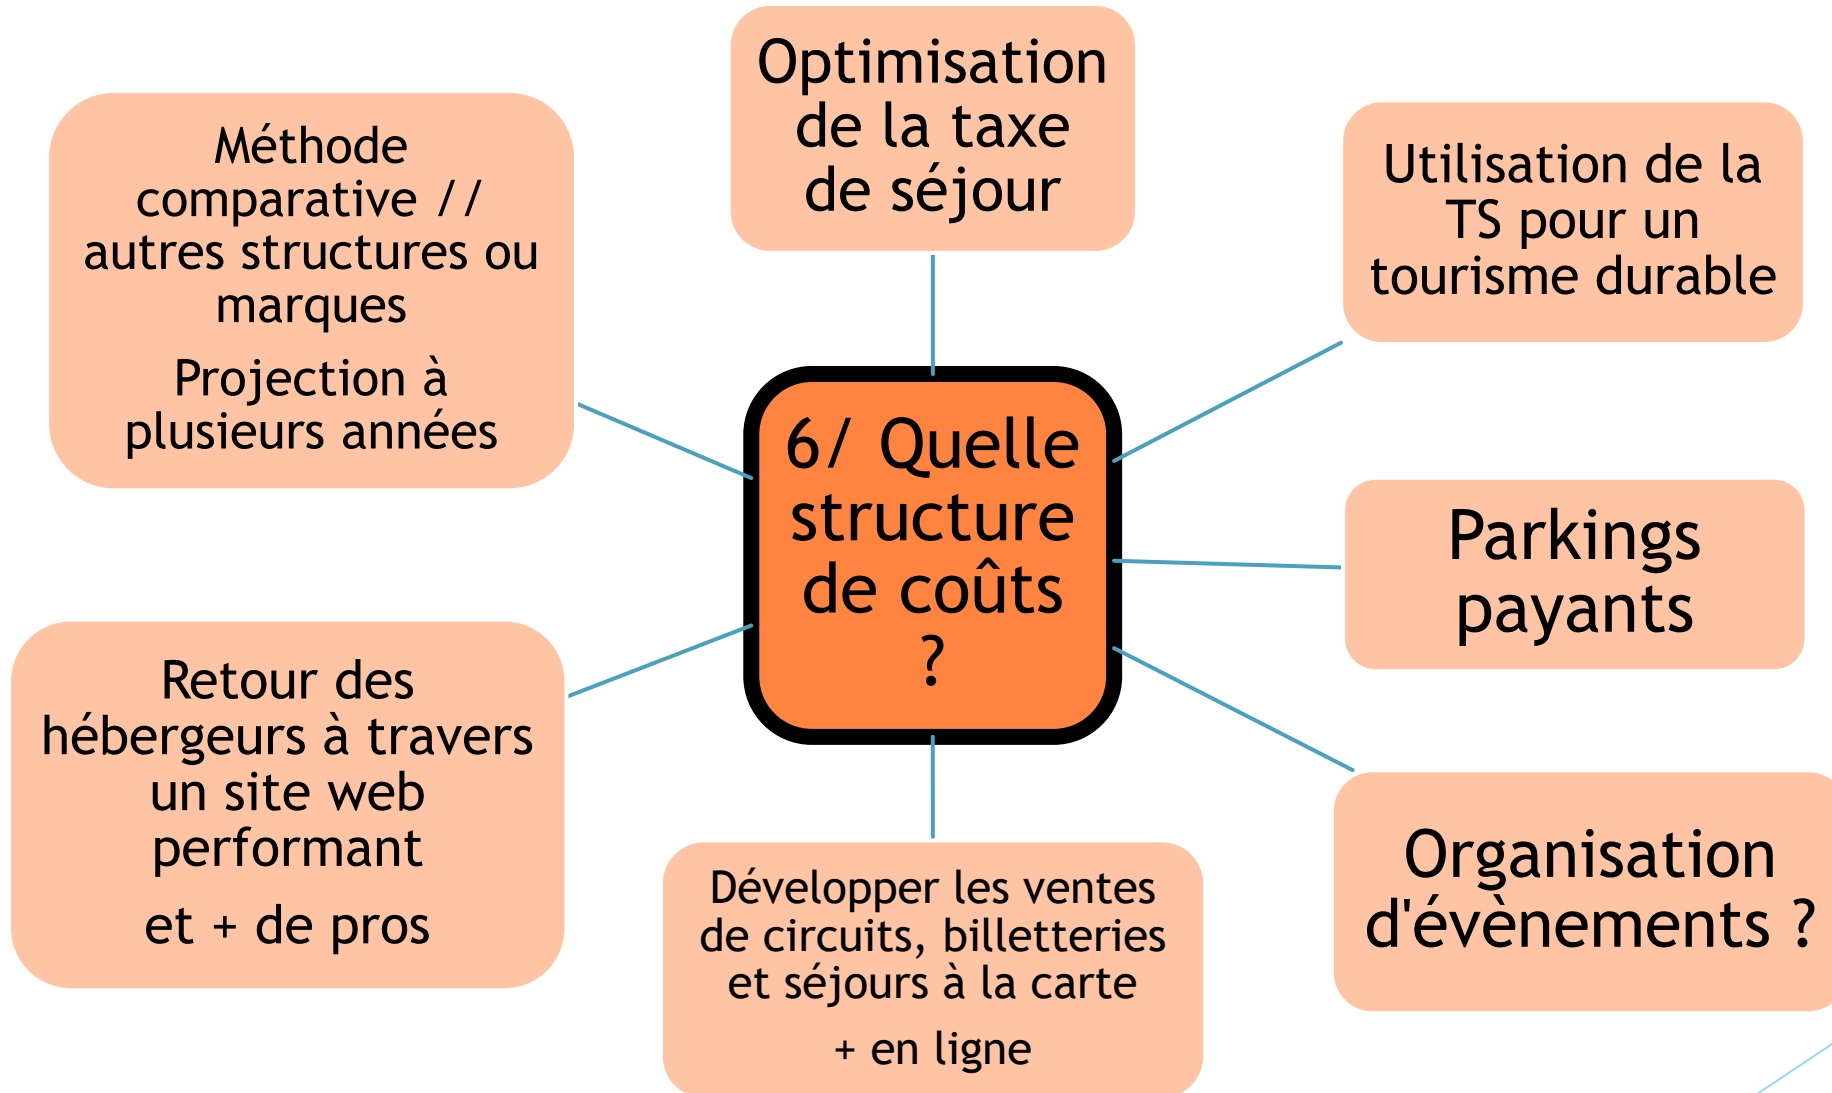 Optimisation
de la taxe
de séjour
Méthode
comparative //
autres structures ou
marques
Projection à
plusieurs années
Utilisation de la
TS pour un
tourisme durable
6/ Quelle
structure
de coûts
?
Parkings
payants
Retour des
hébergeurs à travers
un site web
performant
et + de pros
Organisation
d'évènements ?
Développer les ventes
de circuits, billetteries
et séjours à la carte
+ en ligne